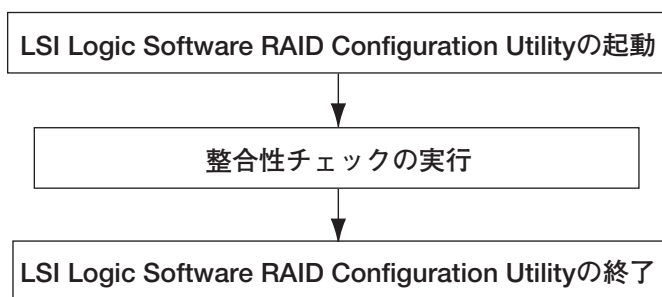 LSI Logic Software RAID Configuration Utilityの起動
整合性チェックの実行
LSI Logic Software RAID Configuration Utilityの終了